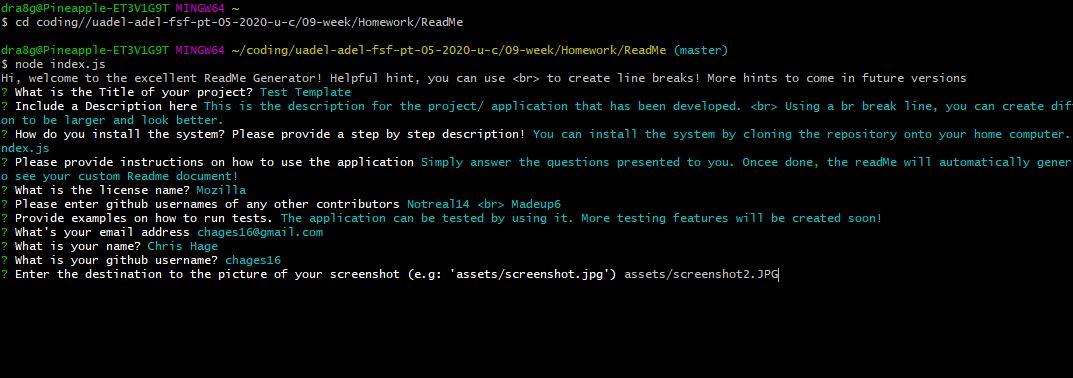 dra8g@Pineapple-ET3V1G9T MINGW64 ~
$ cd coding//uadel-adel-fsf-pt-05-2020-u-c/09-week/Homework/ReadMe
dra8g@Pineapple-ET3V1G9T MINGW64 ~/coding/uadel-adel-fsf-pt-05-2020-u-c/09-week/Homework/ReadMe (master)
$ node index.js
Hi, welcome to the excellent ReadMe Generator! Helpful hint, you can use <br> to create line breaks! More hints to come in future versions
? What is the Title of your project? Test Template
? Include a Description here This is the description for the project/ application that has been developed. <br> Using a br break line, you can create dif
on to be larger and look better.
? How do you install the system? Please provide a step by step description! You can install the system by cloning the repository onto your home computer.
ndex.js
? Please provide instructions on how to use the application Simply answer the questions presented to you. Oncee done, the readMe will automatically gener
o see your custom Readme document!
? What is the license name? Mozilla
? Please enter github usernames of any other contributors Notreal14 <br> Madeup6
? Provide examples on how to run tests. The application can be tested by using it. More testing features will be created soon!
? What's your email address chages16@gmail.com
? What is your name? Chris Hage
? What is your github username? chages16
? Enter the destination to the picture of your screenshot (e.g: 'assets/screenshot.jpg') assets/screenshot2.JPG